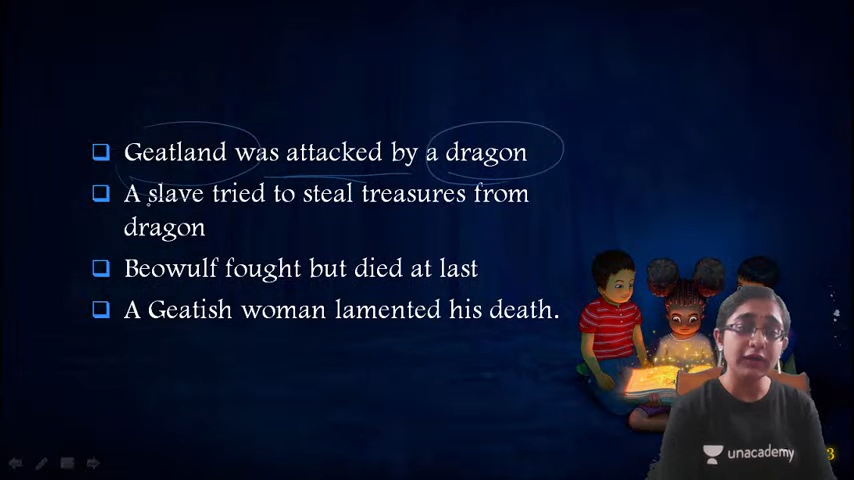 Geatland was attacked by a dragon
A slave tried to steal treasures from
dragon
Beowulf fought but died at last
A Geatish woman lamented his death.
unacademy
3